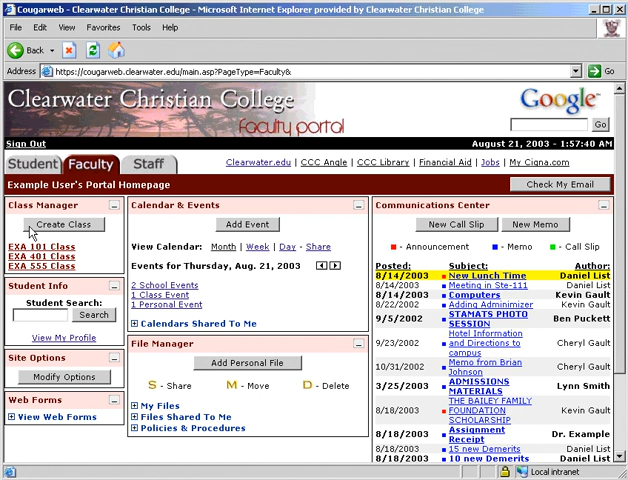 Cougarweb - Clearwater Christian College - Microsoft Internet Explorer provided by Clearwater Christian College
File Edit View Favorites Tools Help
Back
Address https://cougarweb.clearwater.edu/main.asp?PageType=Faculty& Go
Clearwater Christian College
Faculty portal
Google
Go
Sign Out August 21, 2003 - 1:57:40 AM
Student Faculty Staff
Clearwater.edu | CCC Angle | CCC Library | Financial Aid | Jobs | My Cigna.com
Example User's Portal Homepage Check My Email
Class Manager
Create Class
EXA 101 Class
EXA 401 Class
EXA 555 Class
Student Info
Student Search:
Search
View My Profile
Site Options
Modify Options
Web Forms
View Web Forms
Calendar & Events
Add Event
View Calendar: Month | Week | Day - Share
Events for Thursday, Aug. 21, 2003
2 School Events
1 Class Event
1 Personal Event
Calendars Shared To Me
File Manager
Add Personal File
S - Share M - Move D - Delete
My Files
Files Shared To Me
Policies & Procedures
Communications Center
New Call Slip New Memo
- Announcement - Memo - Call Slip
Posted: Subject: Author:
8/14/2003 New Lunch Time Daniel List
8/14/2003 Meeting in Ste-111 Daniel List
8/14/2003 Computers Kevin Gault
8/22/2002 Adding Adminimizer Kevin Gault
9/5/2002 STAMATS PHOTO SESSION Ben Puckett
9/23/2002 Hotel Information and Directions to campus Cheryl Gault
10/31/2002 Memo from Brian Johnson Cheryl Gault
3/25/2003 ADMISSIONS MATERIALS Lynn Smith
8/18/2003 THE BAILEY FAMILY FOUNDATION SCHOLARSHIP Kevin Gault
8/18/2003 Assignment Receipt Dr. Example
8/18/2003 15 new Demerits Daniel List
8/18/2003 10 new Demerits Daniel List
Local intranet